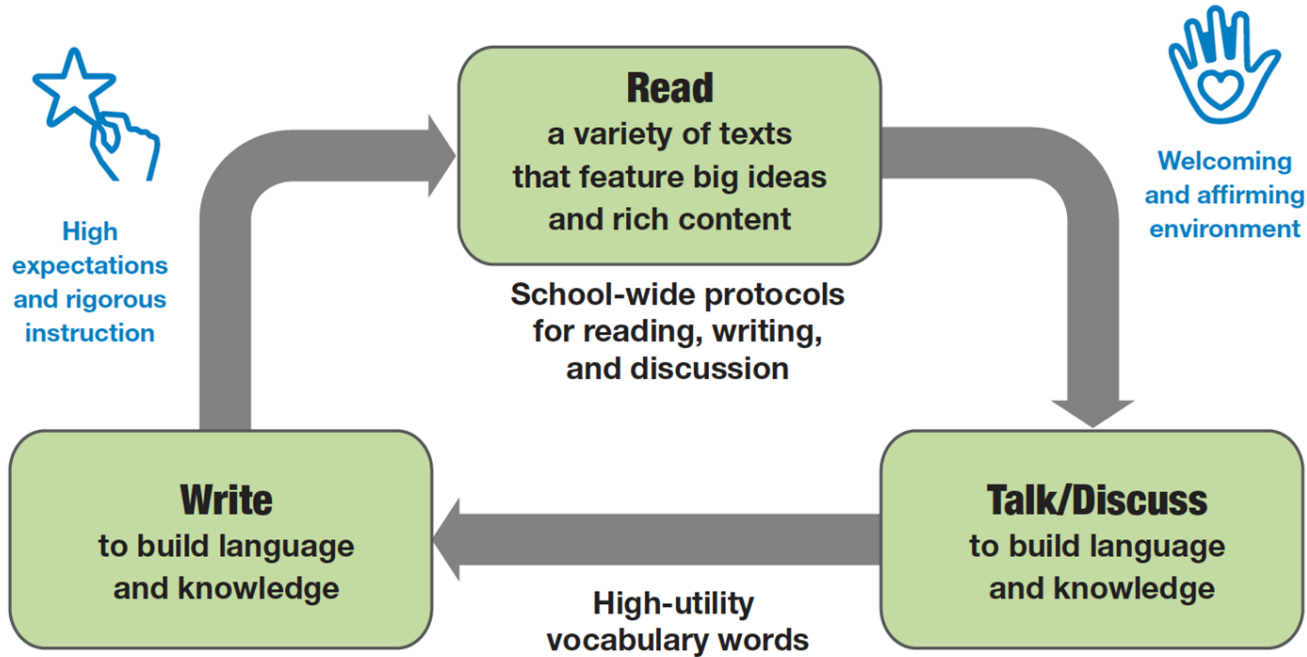 Read
a variety of texts
that feature big ideas
and rich content
High
expectations
and rigorous
instruction
Welcoming
and affirming
environment
School-wide protocols
for reading, writing,
and discussion
Write
to build language
and knowledge
Talk/Discuss
to build language
and knowledge
High-utility
vocabulary words